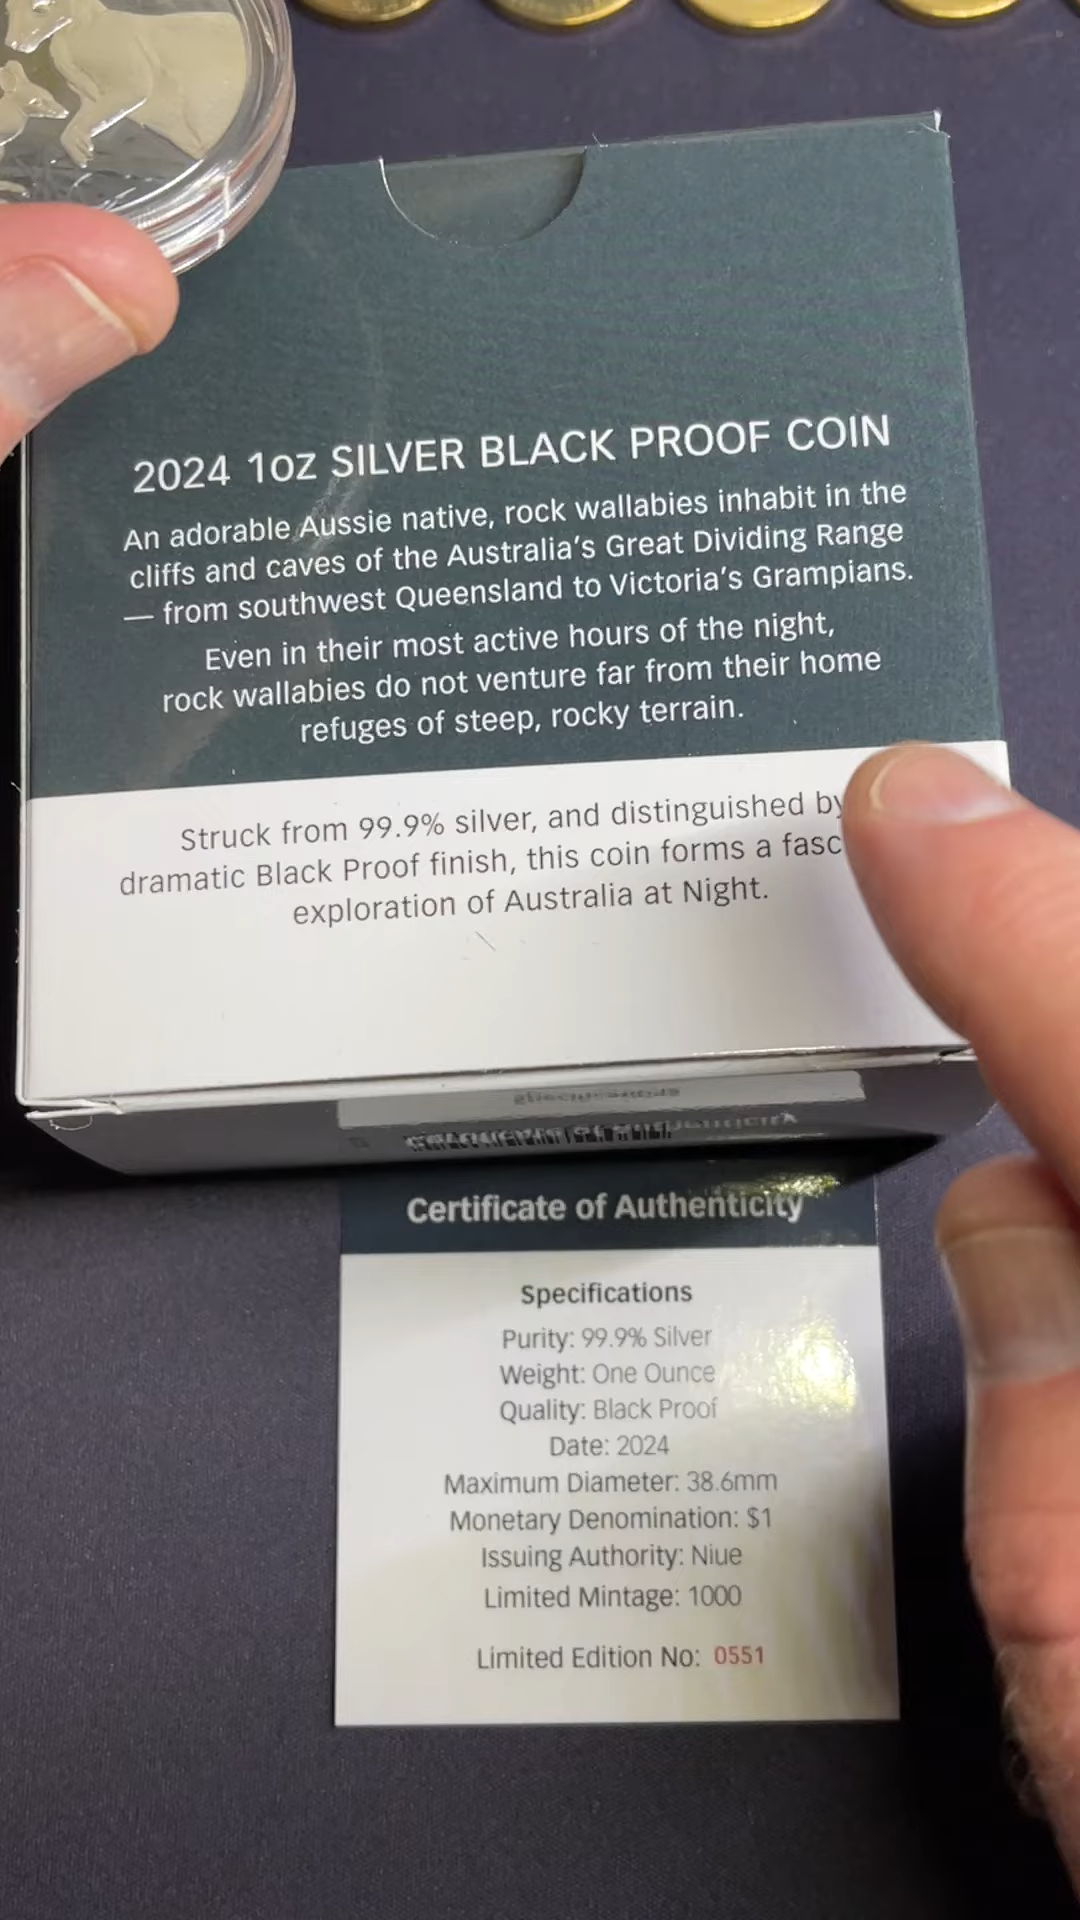 2024 1oz SILVER BLACK PROOF COIN
An adorable Aussie native, rock wallabies inhabit in the
cliffs and caves of the Australia's Great Dividing Range
— from southwest Queensland to Victoria's Grampians.
Even in their most active hours of the night,
rock wallabies do not venture far from their home
refuges of steep, rocky terrain.
Struck from 99.9% silver, and distinguished by
dramatic Black Proof finish, this coin forms a fasc
exploration of Australia at Night.
Certificate of Authenticity
Specifications
Purity: 99.9% Silver
Weight: One Ounce
Quality: Black Proof
Date: 2024
Maximum Diameter: 38.6mm
Monetary Denomination: $1
Issuing Authority: Niue
Limited Mintage: 1000
Limited Edition No: 0551